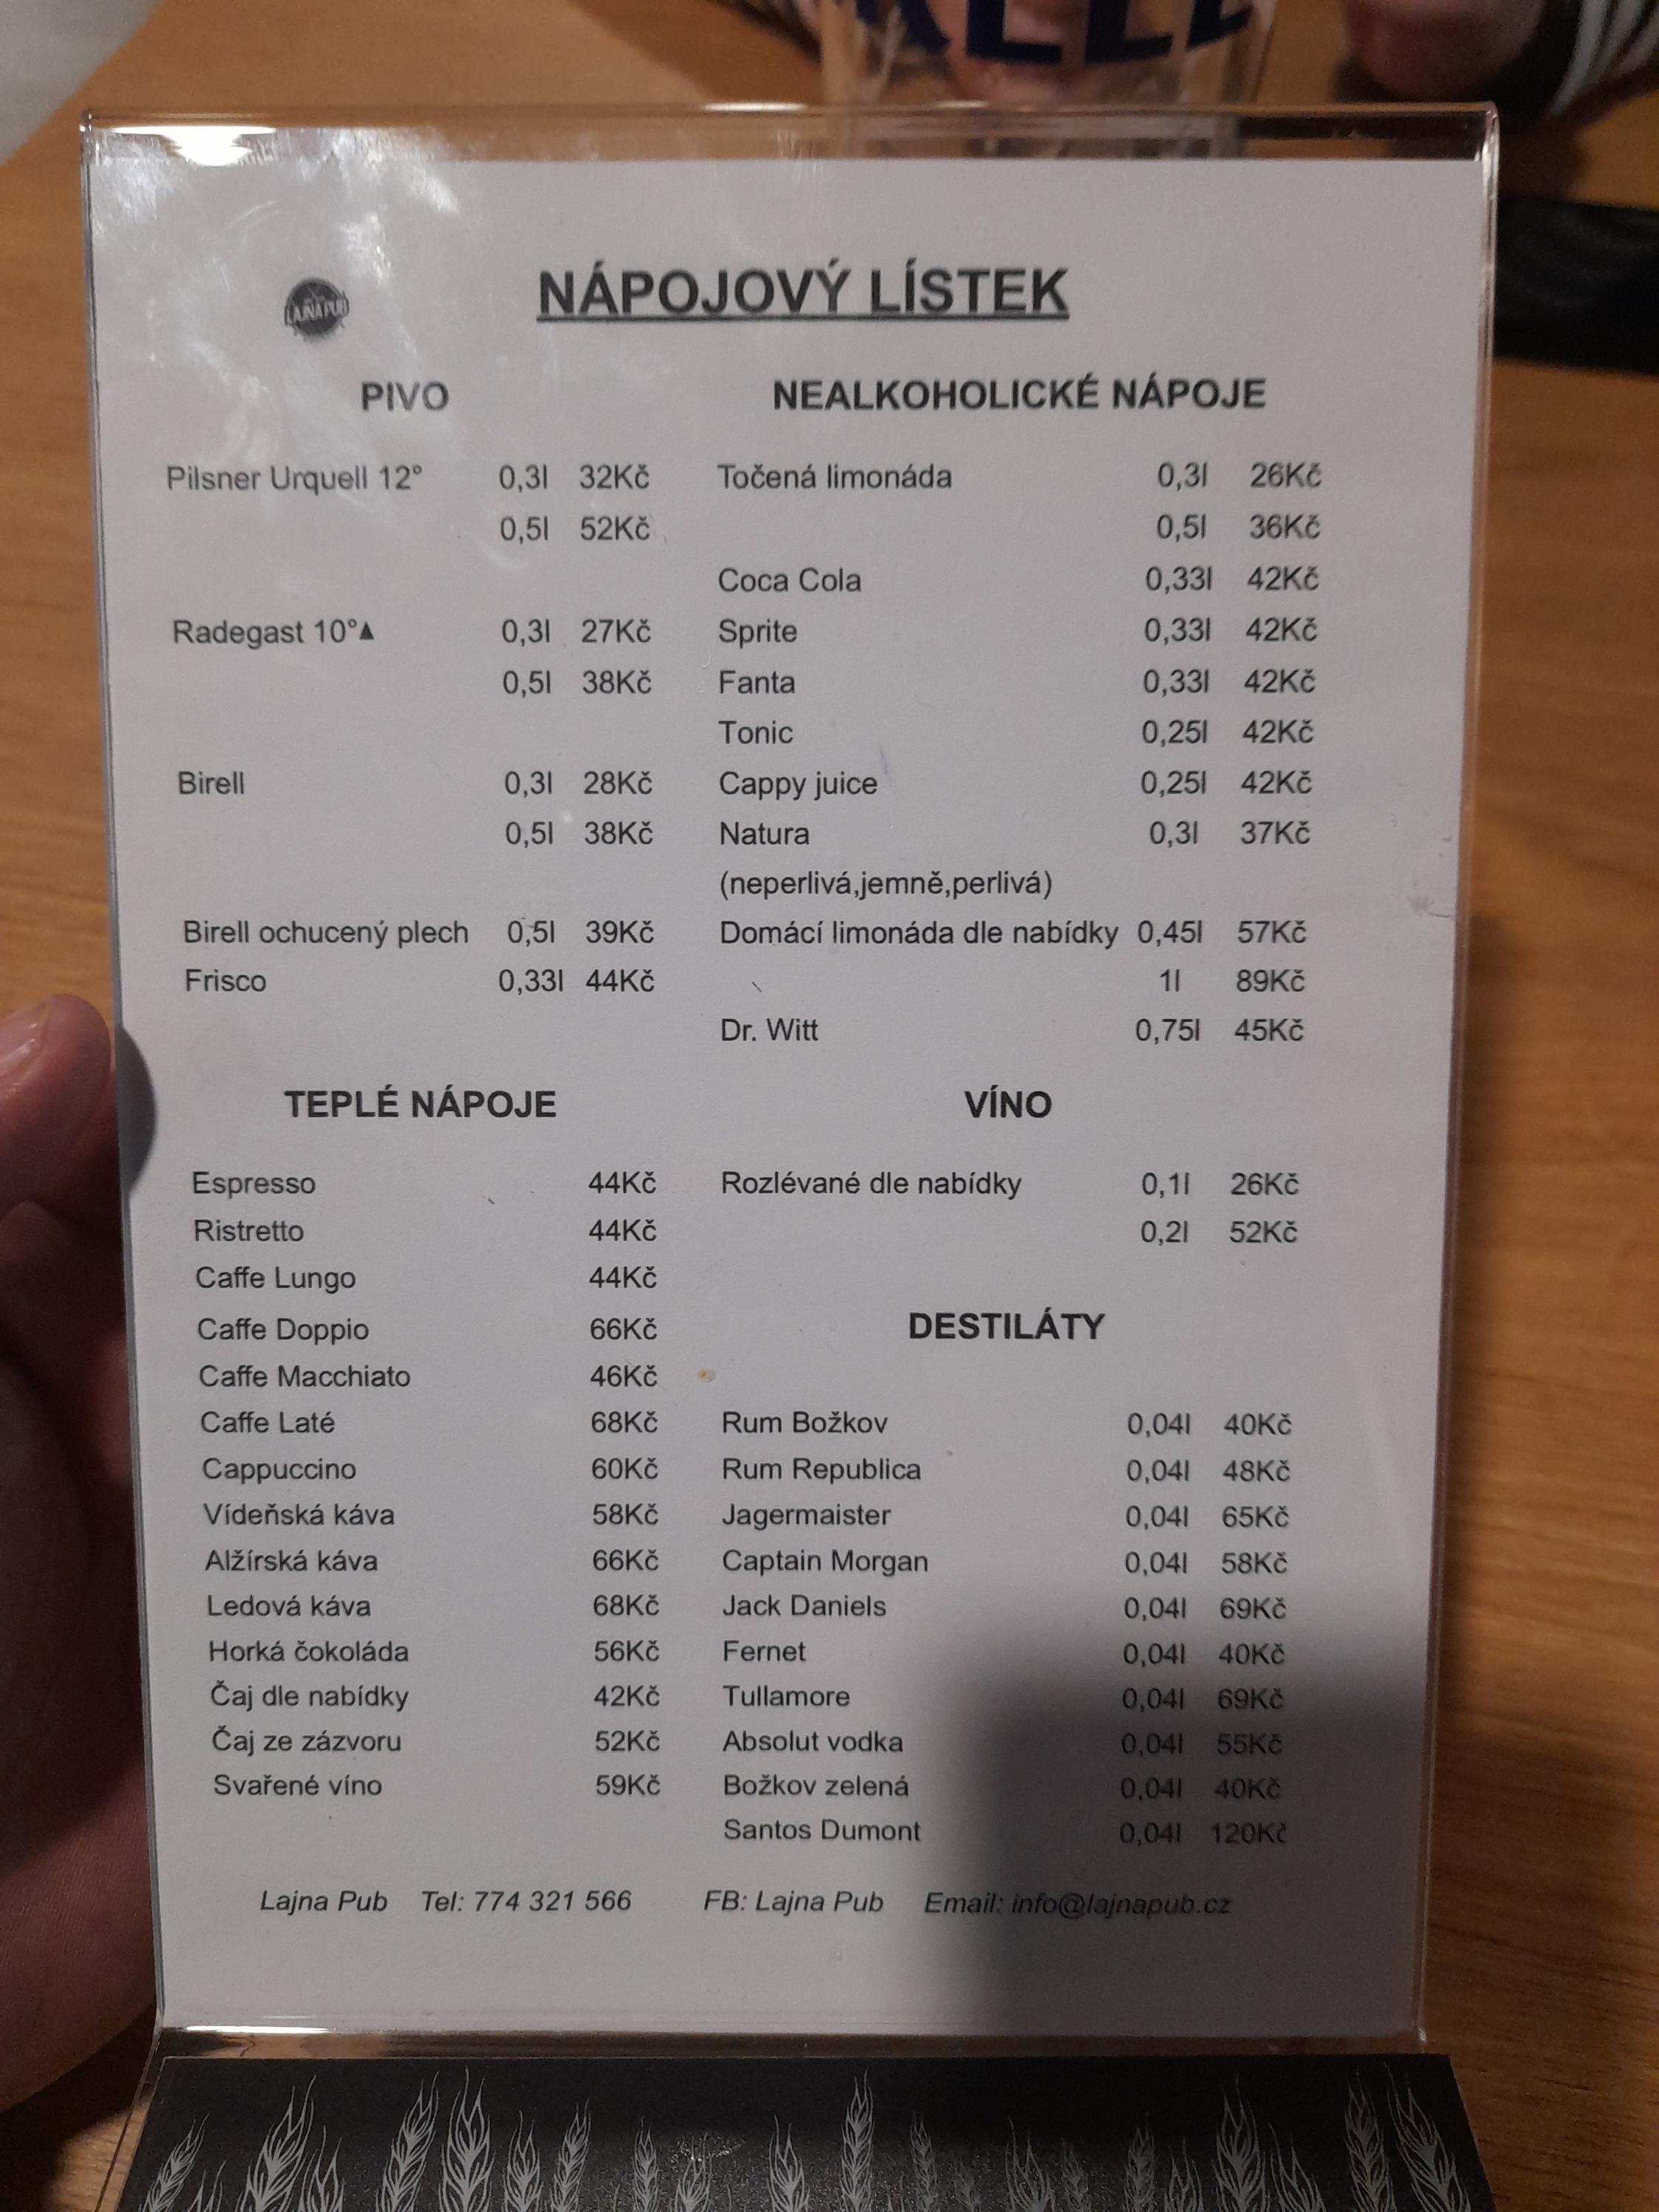 NÁPOJOVÝ LÍSTEK
LAJNA PUB
PIVO
Pilsner Urquell 12° 0,3l 32Kč
0,5l 52Kč
Radegast 10°▲ 0,3l 27Kč
0,5l 38Kč
Birell 0,3l 28Kč
0,5l 38Kč
Birell ochucený plech 0,5l 39Kč
Frisco 0,33l 44Kč
NEALKOHOLICKÉ NÁPOJE
Točená limonáda 0,3l 26Kč
0,5l 36Kč
Coca Cola 0,33l 42Kč
Sprite 0,33l 42Kč
Fanta 0,33l 42Kč
Tonic 0,25l 42Kč
Cappy juice 0,25l 42Kč
Natura 0,3l 37Kč
(neperlivá,jemně,perlivá)
Domácí limonáda dle nabídky 0,45l 57Kč
1l 89Kč
Dr. Witt 0,75l 45Kč
TEPLÉ NÁPOJE
Espresso 44Kč
Ristretto 44Kč
Caffe Lungo 44Kč
Caffe Doppio 66Kč
Caffe Macchiato 46Kč
Caffe Laté 68Kč
Cappuccino 60Kč
Vídeňská káva 58Kč
Alžírská káva 66Kč
Ledová káva 68Kč
Horká čokoláda 56Kč
Čaj dle nabídky 42Kč
Čaj ze zázvoru 52Kč
Svařené víno 59Kč
VÍNO
Rozlévané dle nabídky 0,1l 26Kč
0,2l 52Kč
DESTILÁTY
Rum Božkov 0,04l 40Kč
Rum Republica 0,04l 48Kč
Jagermaister 0,04l 65Kč
Captain Morgan 0,04l 58Kč
Jack Daniels 0,04l 69Kč
Fernet 0,04l 40Kč
Tullamore 0,04l 69Kč
Absolut vodka 0,04l 55Kč
Božkov zelená 0,04l 40Kč
Santos Dumont 0,04l 120Kč
Lajna Pub Tel: 774 321 566 FB: Lajna Pub Email: info@lajnapub.cz